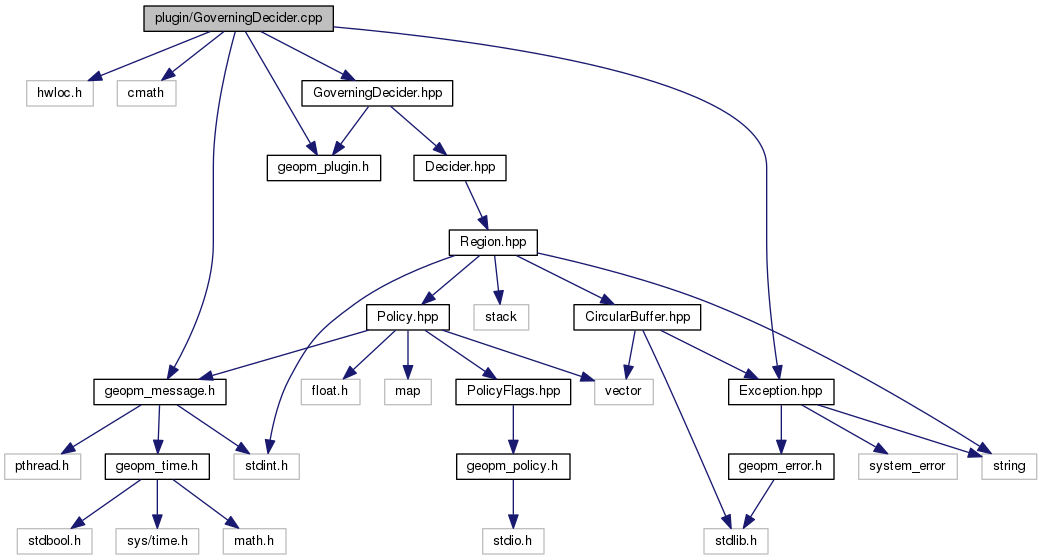 plugin/GoverningDecider.cpp
hwloc.h
cmath
GoverningDecider.hpp
geopm_plugin.h
Decider.hpp
Region.hpp
Policy.hpp
stack
CircularBuffer.hpp
geopm_message.h
float.h
map
PolicyFlags.hpp
vector
Exception.hpp
pthread.h
geopm_time.h
stdint.h
geopm_policy.h
geopm_error.h
system_error
string
stdbool.h
sys/time.h
math.h
stdio.h
stdlib.h